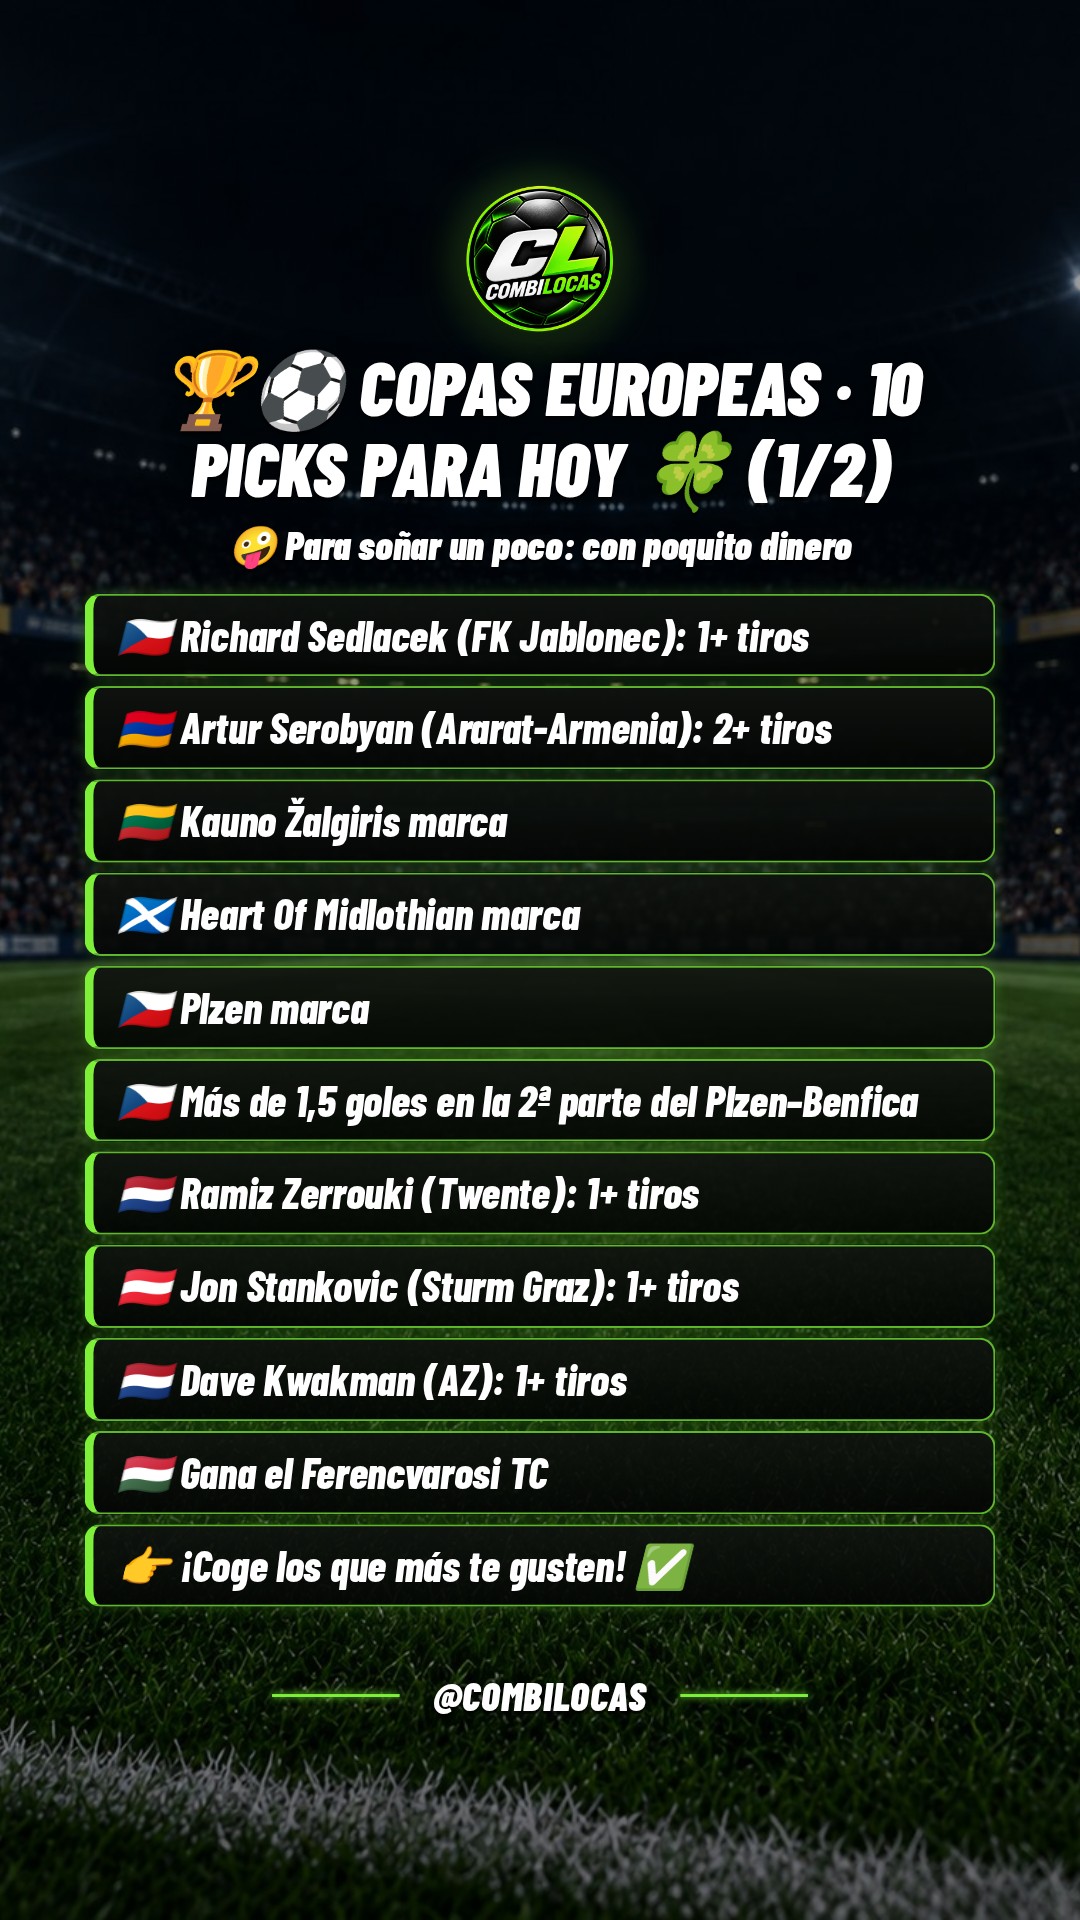 CL
COMBILOCAS
🏆⚽ COPAS EUROPEAS · 10
PICKS PARA HOY 🍀 (1/2)
🤪 Para soñar un poco: con poquito dinero
🇨🇿 Richard Sedlacek (FK Jablonec): 1+ tiros
🇦🇲 Artur Serobyan (Ararat-Armenia): 2+ tiros
🇱🇹 Kauno Žalgiris marca
🏴󠁧󠁢󠁳󠁣󠁴󠁿 Heart Of Midlothian marca
🇨🇿 Plzen marca
🇨🇿 Más de 1,5 goles en la 2ª parte del Plzen-Benfica
🇳🇱 Ramiz Zerrouki (Twente): 1+ tiros
🇦🇹 Jon Stankovic (Sturm Graz): 1+ tiros
🇳🇱 Dave Kwakman (AZ): 1+ tiros
🇭🇺 Gana el Ferencvarosi TC
👉 ¡Coge los que más te gusten! ✅
@COMBILOCAS